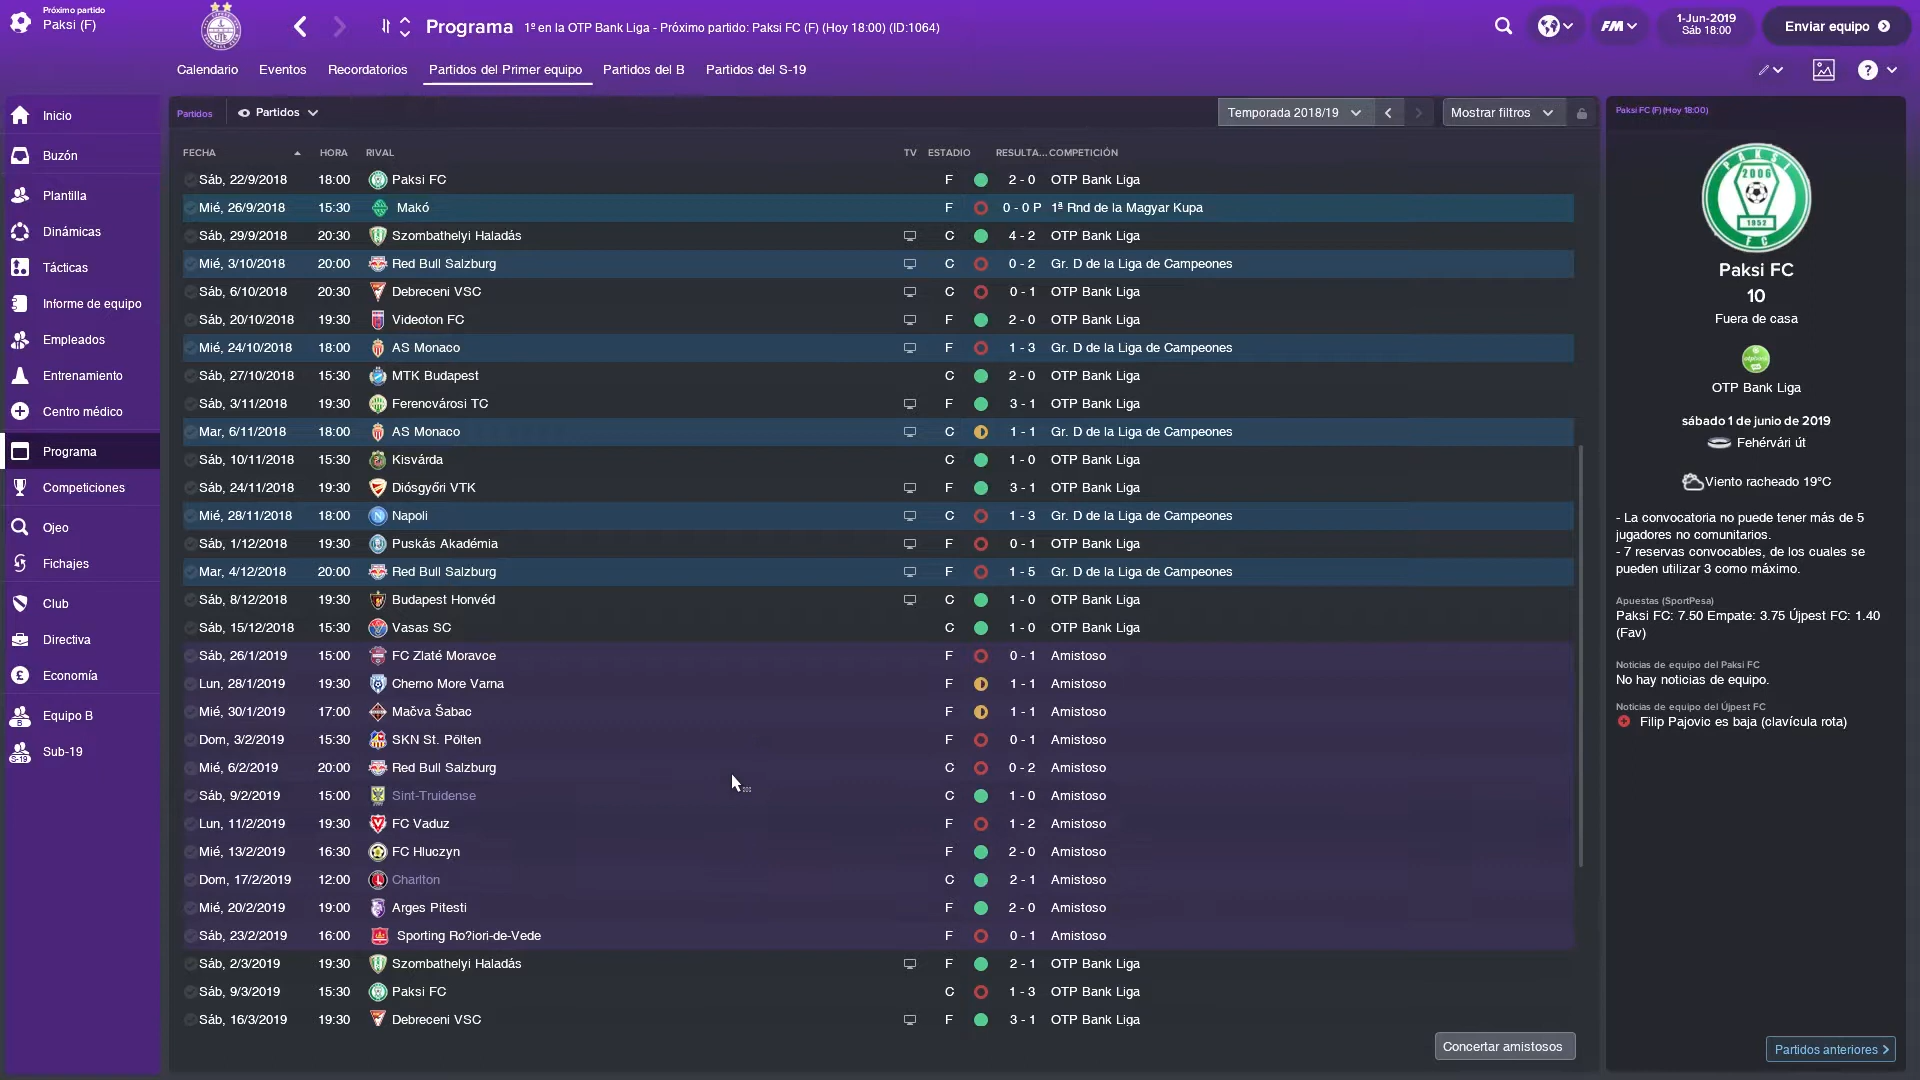 Próximo partido
Paksi (F)
Programa
1º en la OTP Bank Liga - Próximo partido: Paksi FC (F) (Hoy 18:00) (ID:1064)
FM
1-Jun-2019
Sáb 18:00
Enviar equipo
Calendario
Eventos
Recordatorios
Partidos del Primer equipo
Partidos del B
Partidos del S-19
?
Inicio
Buzón
Plantilla
Dinámicas
Tácticas
Informe de equipo
Empleados
Entrenamiento
Centro médico
Programa
Competiciones
Ojeo
Fichajes
Club
Directiva
Economía
Equipo B
Sub-19
Partidos
Partidos
Temporada 2018/19
Mostrar filtros
FECHA HORA RIVAL TV ESTADIO RESULTA... COMPETICIÓN
Sáb, 22/9/2018 18:00 Paksi FC F 2 - 0 OTP Bank Liga
Mié, 26/9/2018 15:30 Makó F 0 - 0 P 1ª Rnd de la Magyar Kupa
Sáb, 29/9/2018 20:30 Szombathelyi Haladás C 4 - 2 OTP Bank Liga
Mié, 3/10/2018 20:00 Red Bull Salzburg C 0 - 2 Gr. D de la Liga de Campeones
Sáb, 6/10/2018 20:30 Debreceni VSC C 0 - 1 OTP Bank Liga
Sáb, 20/10/2018 19:30 Videoton FC F 2 - 0 OTP Bank Liga
Mié, 24/10/2018 18:00 AS Monaco F 1 - 3 Gr. D de la Liga de Campeones
Sáb, 27/10/2018 15:30 MTK Budapest C 2 - 0 OTP Bank Liga
Sáb, 3/11/2018 19:30 Ferencvárosi TC F 3 - 1 OTP Bank Liga
Mar, 6/11/2018 18:00 AS Monaco C 1 - 1 Gr. D de la Liga de Campeones
Sáb, 10/11/2018 15:30 Kisvárda C 1 - 0 OTP Bank Liga
Sáb, 24/11/2018 19:30 Diósgyőri VTK F 3 - 1 OTP Bank Liga
Mié, 28/11/2018 18:00 Napoli C 1 - 3 Gr. D de la Liga de Campeones
Sáb, 1/12/2018 19:30 Puskás Akadémia F 0 - 1 OTP Bank Liga
Mar, 4/12/2018 20:00 Red Bull Salzburg F 1 - 5 Gr. D de la Liga de Campeones
Sáb, 8/12/2018 19:30 Budapest Honvéd C 1 - 0 OTP Bank Liga
Sáb, 15/12/2018 15:30 Vasas SC C 1 - 0 OTP Bank Liga
Sáb, 26/1/2019 15:00 FC Zlaté Moravce F 0 - 1 Amistoso
Lun, 28/1/2019 19:30 Cherno More Varna F 1 - 1 Amistoso
Mié, 30/1/2019 17:00 Mačva Šabac F 1 - 1 Amistoso
Dom, 3/2/2019 15:30 SKN St. Pölten F 0 - 1 Amistoso
Mié, 6/2/2019 20:00 Red Bull Salzburg C 0 - 2 Amistoso
Sáb, 9/2/2019 15:00 Sint-Truidense C 1 - 0 Amistoso
Lun, 11/2/2019 19:30 FC Vaduz F 1 - 2 Amistoso
Mié, 13/2/2019 16:30 FC Hluczyn F 2 - 0 Amistoso
Dom, 17/2/2019 12:00 Charlton C 2 - 1 Amistoso
Mié, 20/2/2019 19:00 Arges Pitesti F 2 - 0 Amistoso
Sáb, 23/2/2019 16:00 Sporting Ro?iori-de-Vede F 0 - 1 Amistoso
Sáb, 2/3/2019 19:30 Szombathelyi Haladás F 2 - 1 OTP Bank Liga
Sáb, 9/3/2019 15:30 Paksi FC C 1 - 3 OTP Bank Liga
Sáb, 16/3/2019 19:30 Debreceni VSC F 3 - 1 OTP Bank Liga
Concertar amistosos
Paksi FC (F) (Hoy 18:00)
PAKSI
2006
1952
FC
Paksi FC
10
Fuera de casa
OTP Bank Liga
sábado 1 de junio de 2019
Fehérvári út
Viento racheado 19°C
- La convocatoria no puede tener más de 5
jugadores no comunitarios.
- 7 reservas convocables, de los cuales se
pueden utilizar 3 como máximo.
Apuestas (SportPesa)
Paksi FC: 7.50 Empate: 3.75 Újpest FC: 1.40
(Fav)
Noticias de equipo del Paksi FC
No hay noticias de equipo.
Noticias de equipo del Újpest FC
Filip Pajovic es baja (clavícula rota)
Partidos anteriores